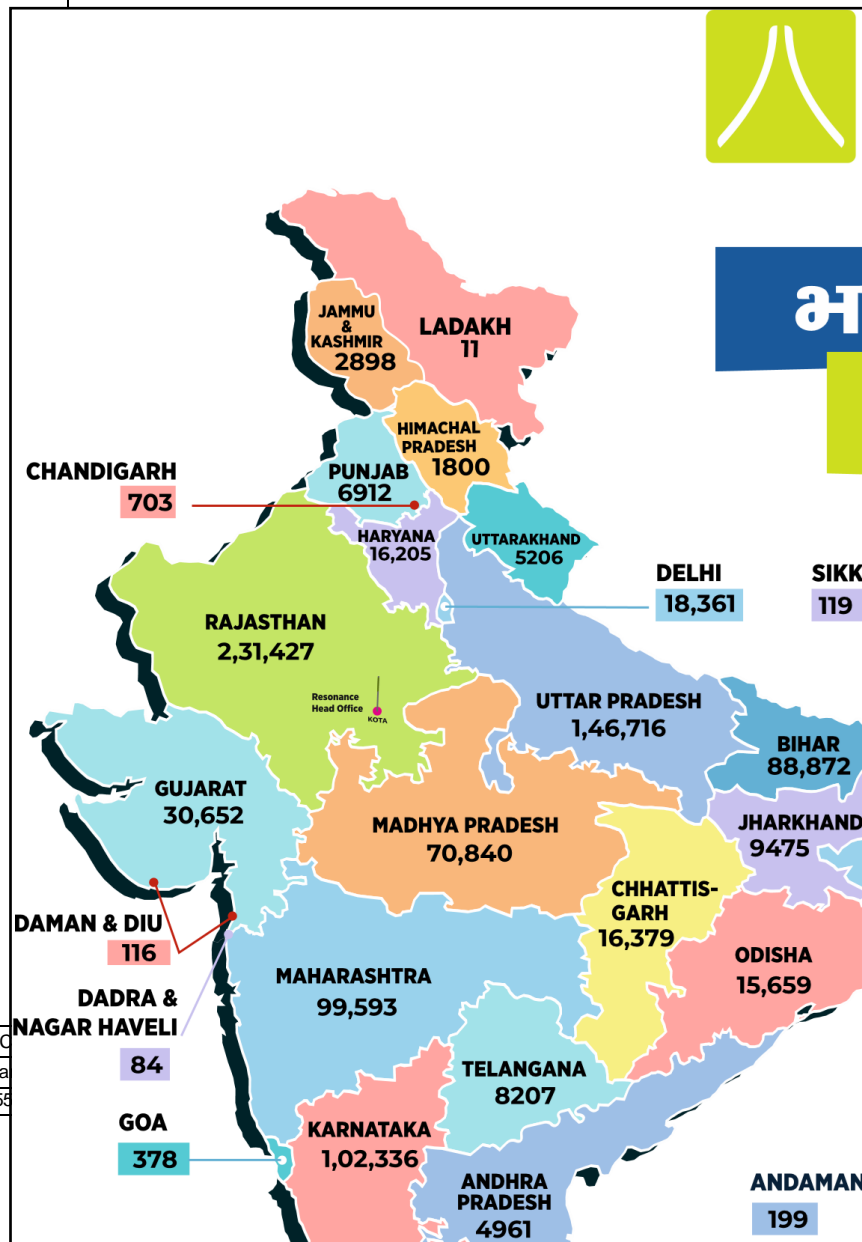 भ
JAMMU
&
KASHMIR
2898
LADAKH
11
HIMACHAL
PRADESH
1800
PUNJAB
6912
CHANDIGARH
703
HARYANA
16,205
UTTARAKHAND
5206
DELHI
18,361
SIKK
119
RAJASTHAN
2,31,427
Resonance
Head Office
KOTA
UTTAR PRADESH
1,46,716
BIHAR
88,872
GUJARAT
30,652
MADHYA PRADESH
70,840
JHARKHAND
9475
CHHATTIS-
GARH
16,379
DAMAN & DIU
116
ODISHA
15,659
MAHARASHTRA
99,593
DADRA &
NAGAR HAVELI
84
TELANGANA
8207
GOA
378
KARNATAKA
1,02,336
ANDHRA
PRADESH
4961
ANDAMAN
199